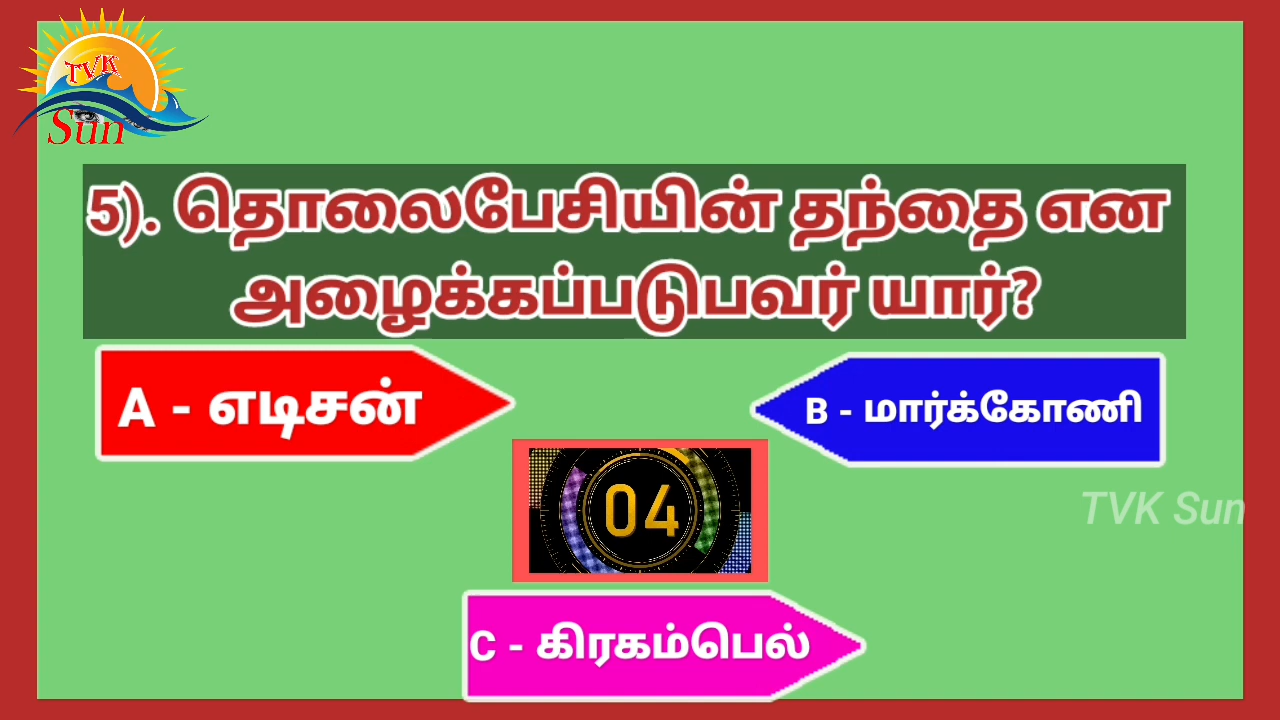 TVK
Sun
5). தொலைபேசியின் தந்தை என
அழைக்கப்படுபவர் யார்?
A - எடிசன்
B - மார்க்கோணி
04
TVK Sun
C - கிரகம்பெல்